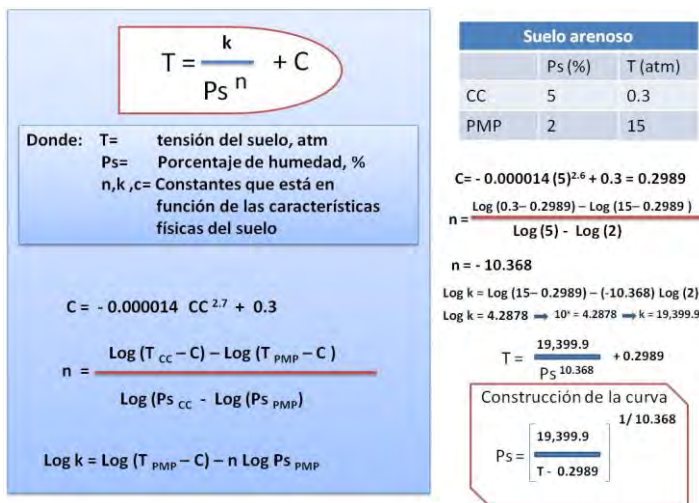 T = k / Ps n + C
Donde: T= tensión del suelo, atm
Ps= Porcentaje de humedad, %
n,k ,c= Constantes que está en
función de las características
físicas del suelo
C = - 0.000014 CC 2.7 + 0.3
n = Log (T CC – C) – Log (T PMP – C )
Log (Ps CC - Log (Ps PMP)
Log k = Log (T PMP – C) – n Log Ps PMP
Suelo arenoso
Ps (%) T (atm)
CC 5 0.3
PMP 2 15
C= - 0.000014 (5)2.6 + 0.3 = 0.2989
n = Log (0.3– 0.2989) – Log (15– 0.2989 )
Log (5) - Log (2)
n = - 10.368
Log k = Log (15– 0.2989) – (-10.368) Log (2)
Log k = 4.2878 → 10x = 4.2878 → k = 19,399.9
T = 19,399.9 / Ps 10.368 + 0.2989
Construcción de la curva
Ps = [ 19,399.9 / T - 0.2989 ] 1/ 10.368